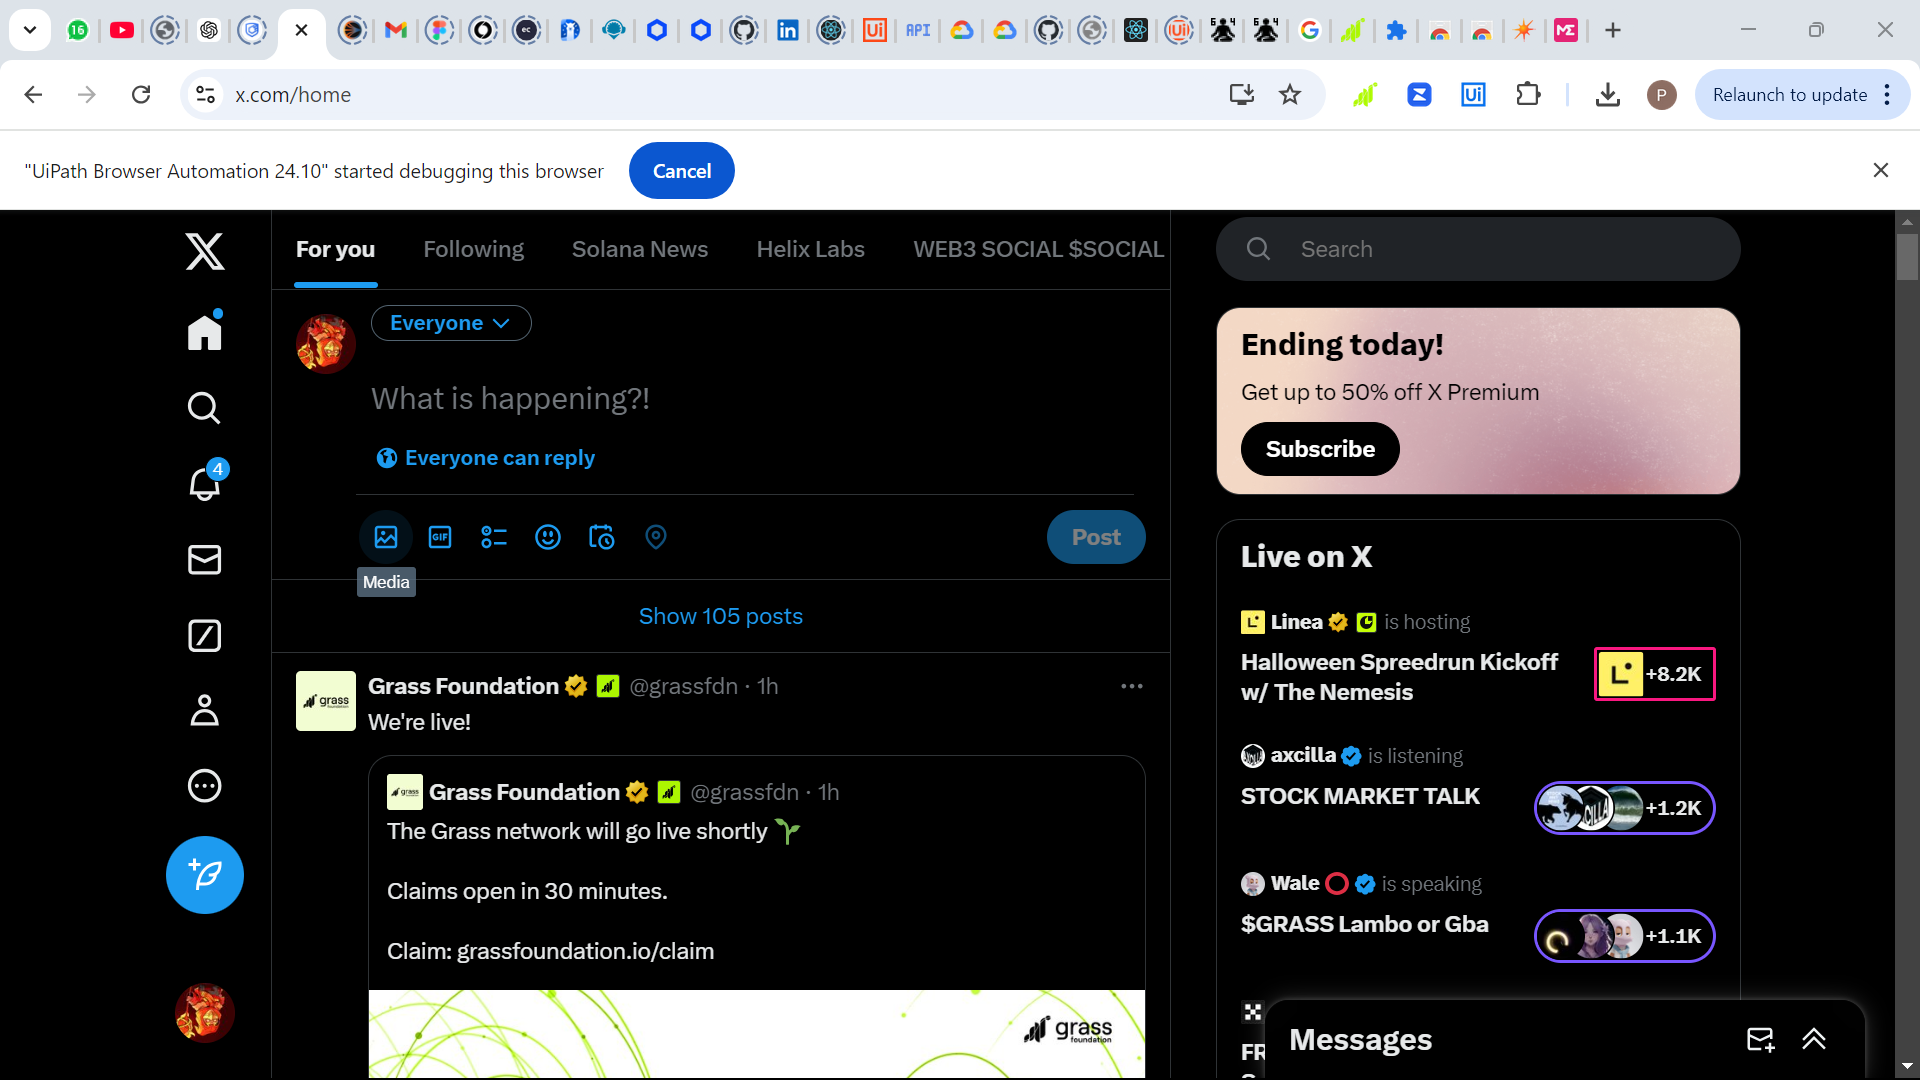 16
API
x.com/home
Relaunch to update
"UiPath Browser Automation 24.10" started debugging this browser
Cancel
For you
Following
Solana News
Helix Labs
WEB3 SOCIAL $SOCIAL
Search
Everyone
What is happening?!
Everyone can reply
GIF
Post
Media
Show 105 posts
4
Ending today!
Get up to 50% off X Premium
Subscribe
Grass Foundation @grassfdn · 1h
We're live!
Grass Foundation @grassfdn · 1h
The Grass network will go live shortly
Claims open in 30 minutes.
Claim: grassfoundation.io/claim
grass
foundation
Live on X
Linea is hosting
Halloween Spreedrun Kickoff
w/ The Nemesis
+8.2K
axcilla is listening
STOCK MARKET TALK
+1.2K
Wale is speaking
$GRASS Lambo or Gba
+1.1K
Messages